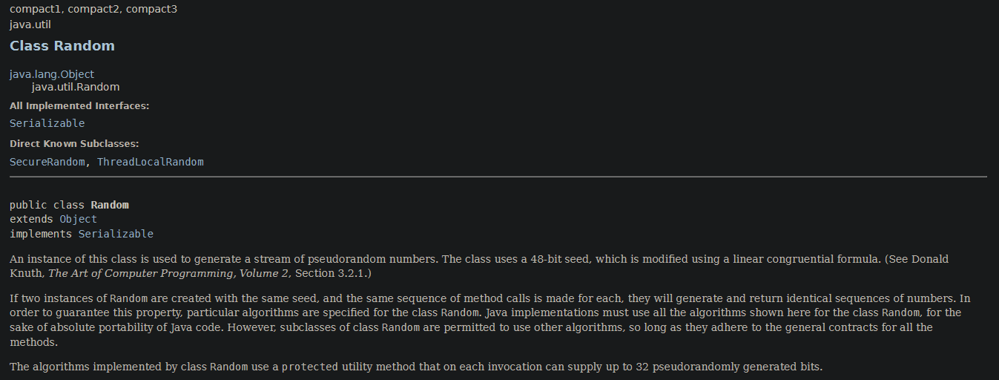 compact1, compact2, compact3
java.util
Class Random
java.lang.Object
java.util.Random
All Implemented Interfaces:
Serializable
Direct Known Subclasses:
SecureRandom, ThreadLocalRandom
public class Random
extends Object
implements Serializable
An instance of this class is used to generate a stream of pseudorandom numbers. The class uses a 48-bit seed, which is modified using a linear congruential formula. (See Donald
Knuth, The Art of Computer Programming, Volume 2, Section 3.2.1.)
If two instances of Random are created with the same seed, and the same sequence of method calls is made for each, they will generate and return identical sequences of numbers. In
order to guarantee this property, particular algorithms are specified for the class Random. Java implementations must use all the algorithms shown here for the class Random, for the
sake of absolute portability of Java code. However, subclasses of class Random are permitted to use other algorithms, so long as they adhere to the general contracts for all the
methods.
The algorithms implemented by class Random use a protected utility method that on each invocation can supply up to 32 pseudorandomly generated bits.